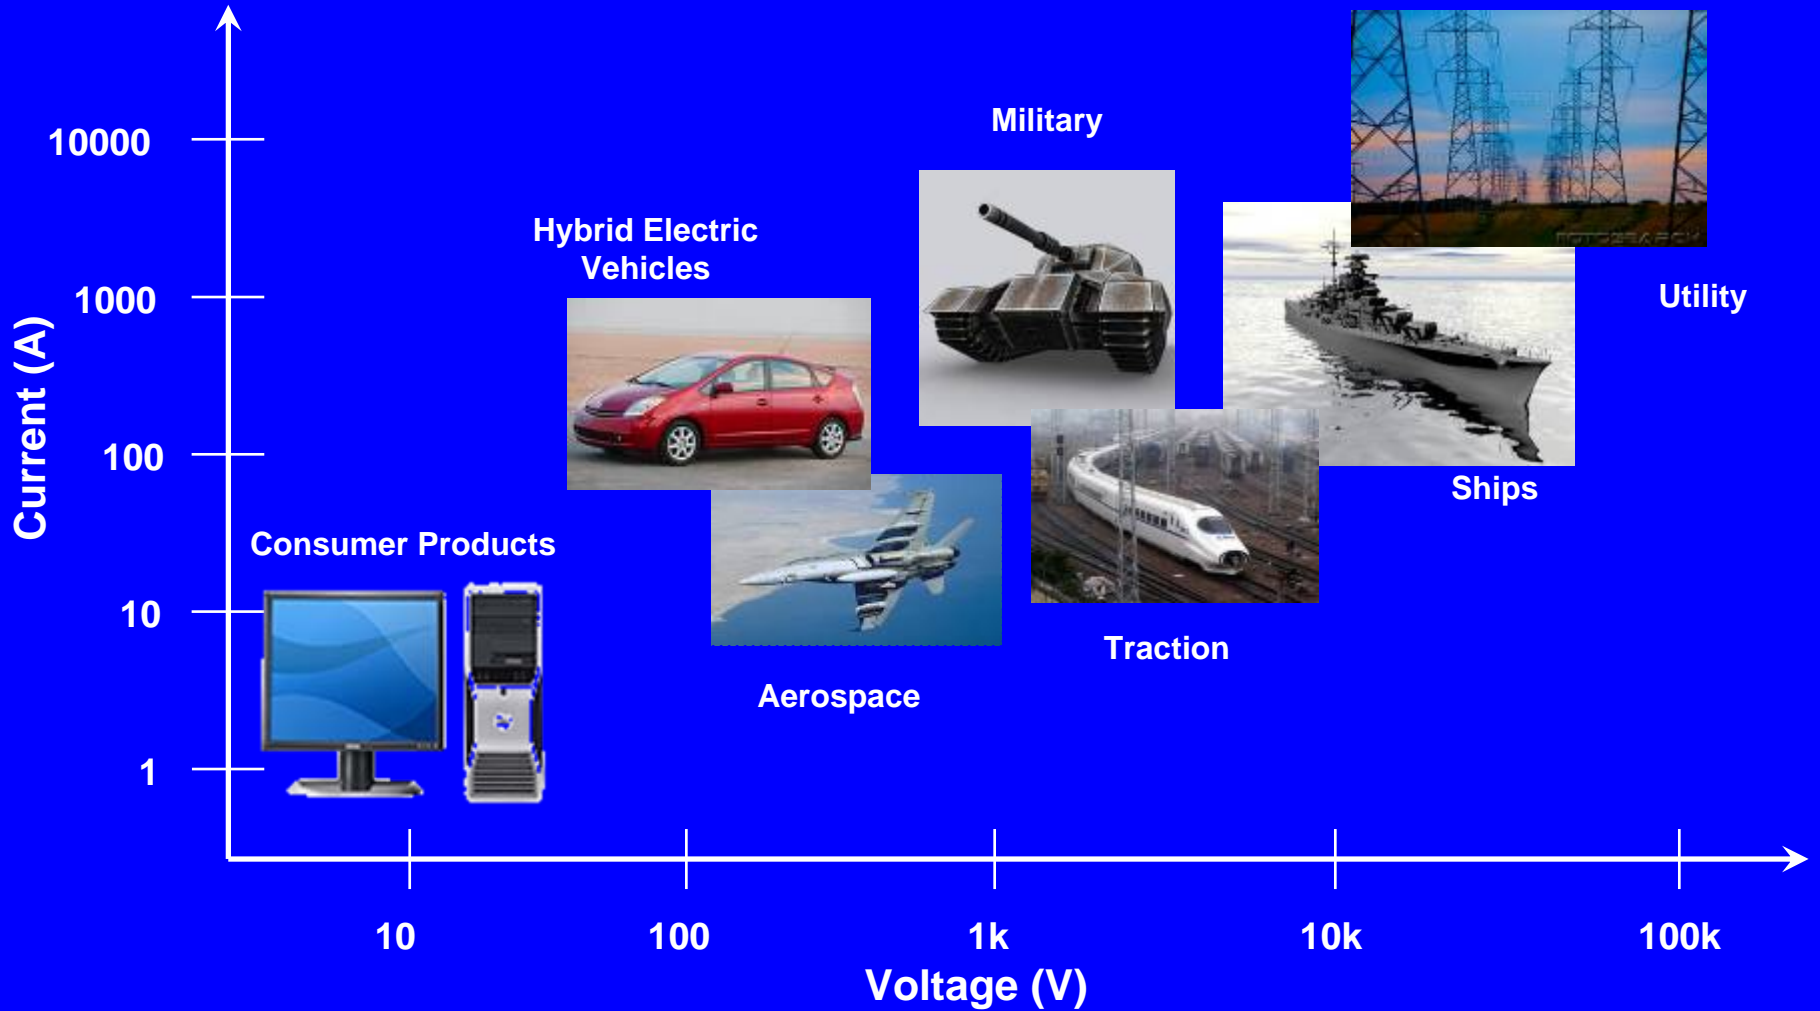 Military
Hybrid Electric
Vehicles
Utility
Ships
Consumer Products
Traction
Aerospace
Current (A)
10000
1000
100
10
1
10
100
1k
10k
100k
Voltage (V)
FOTOSEARCH